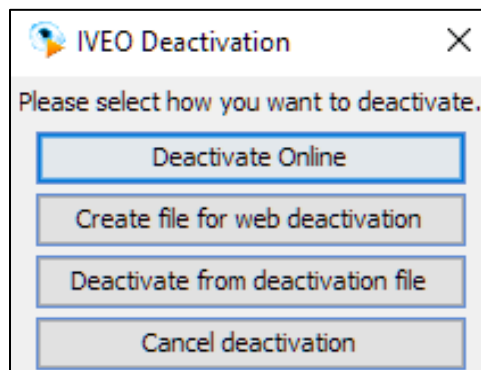 IVEO Deactivation
Please select how you want to deactivate.
Deactivate Online
Create file for web deactivation
Deactivate from deactivation file
Cancel deactivation